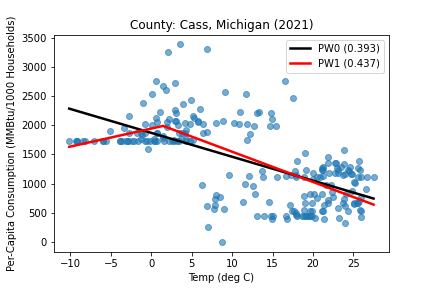 County: Cass, Michigan (2021)
Per-Capita Consumption (MMBtu/1000 Households)
3500
3000
2500
2000
1500
1000
500
0
PW0 (0.393)
PW1 (0.437)
−10 −5 0 5 10 15 20 25
Temp (deg C)